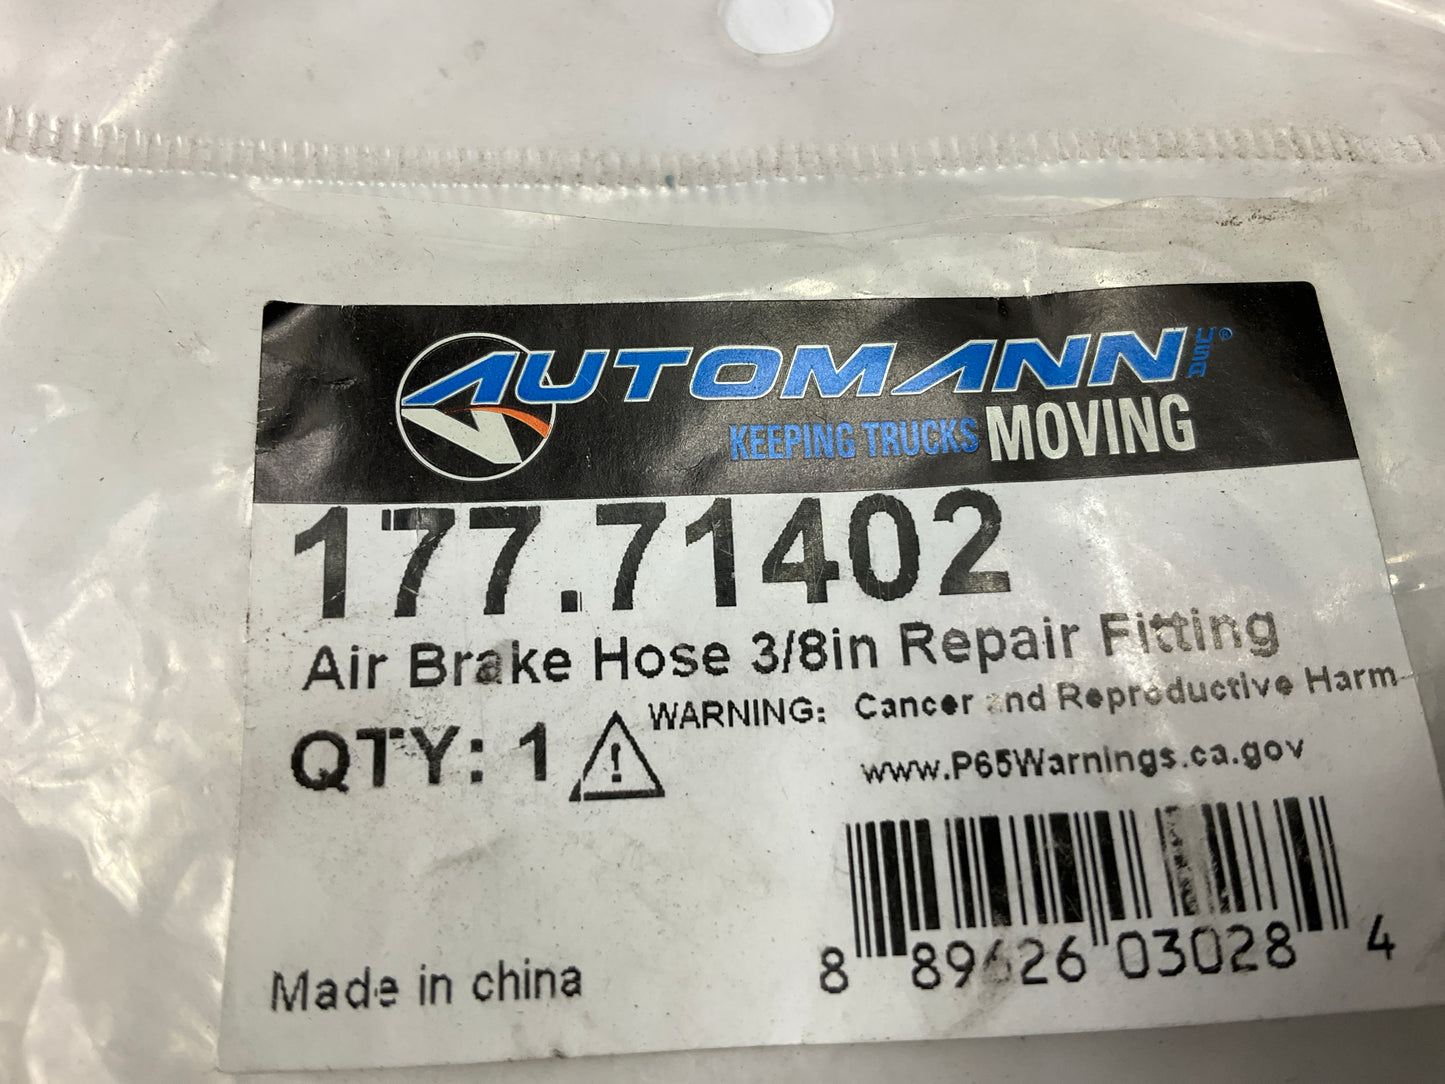 AUTOMANN USA®
KEEPING TRUCKS MOVING
177.71402
Air Brake Hose 3/8in Repair Fitting
QTY: 1 WARNING: Cancer and Reproductive Harm
www.P65Warnings.ca.gov
8 89626 03028 4
Made in china